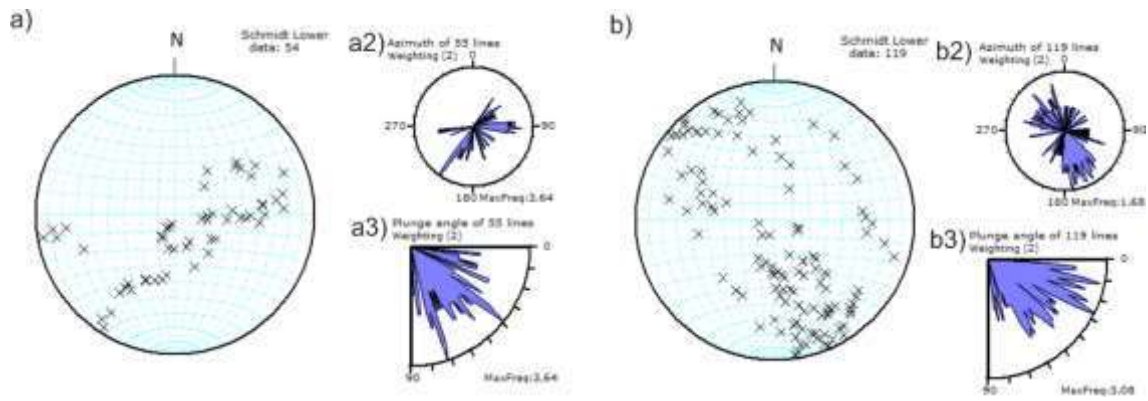 a)
N
Schmidt Lower
data: 54
a2) Azimuth of 55 lines
Weighting (2)
0
270
90
180
MaxFreq:3.64
a3) Plunge angle of 55 lines
Weighting (2)
0
90
MaxFreq:3.64
b)
N
Schmidt Lower
data: 119
b2) Azimuth of 119 lines
Weighting (2)
0
270
90
180
MaxFreq:1.68
b3) Plunge angle of 119 lines
Weighting (2)
0
90
MaxFreq:3.08